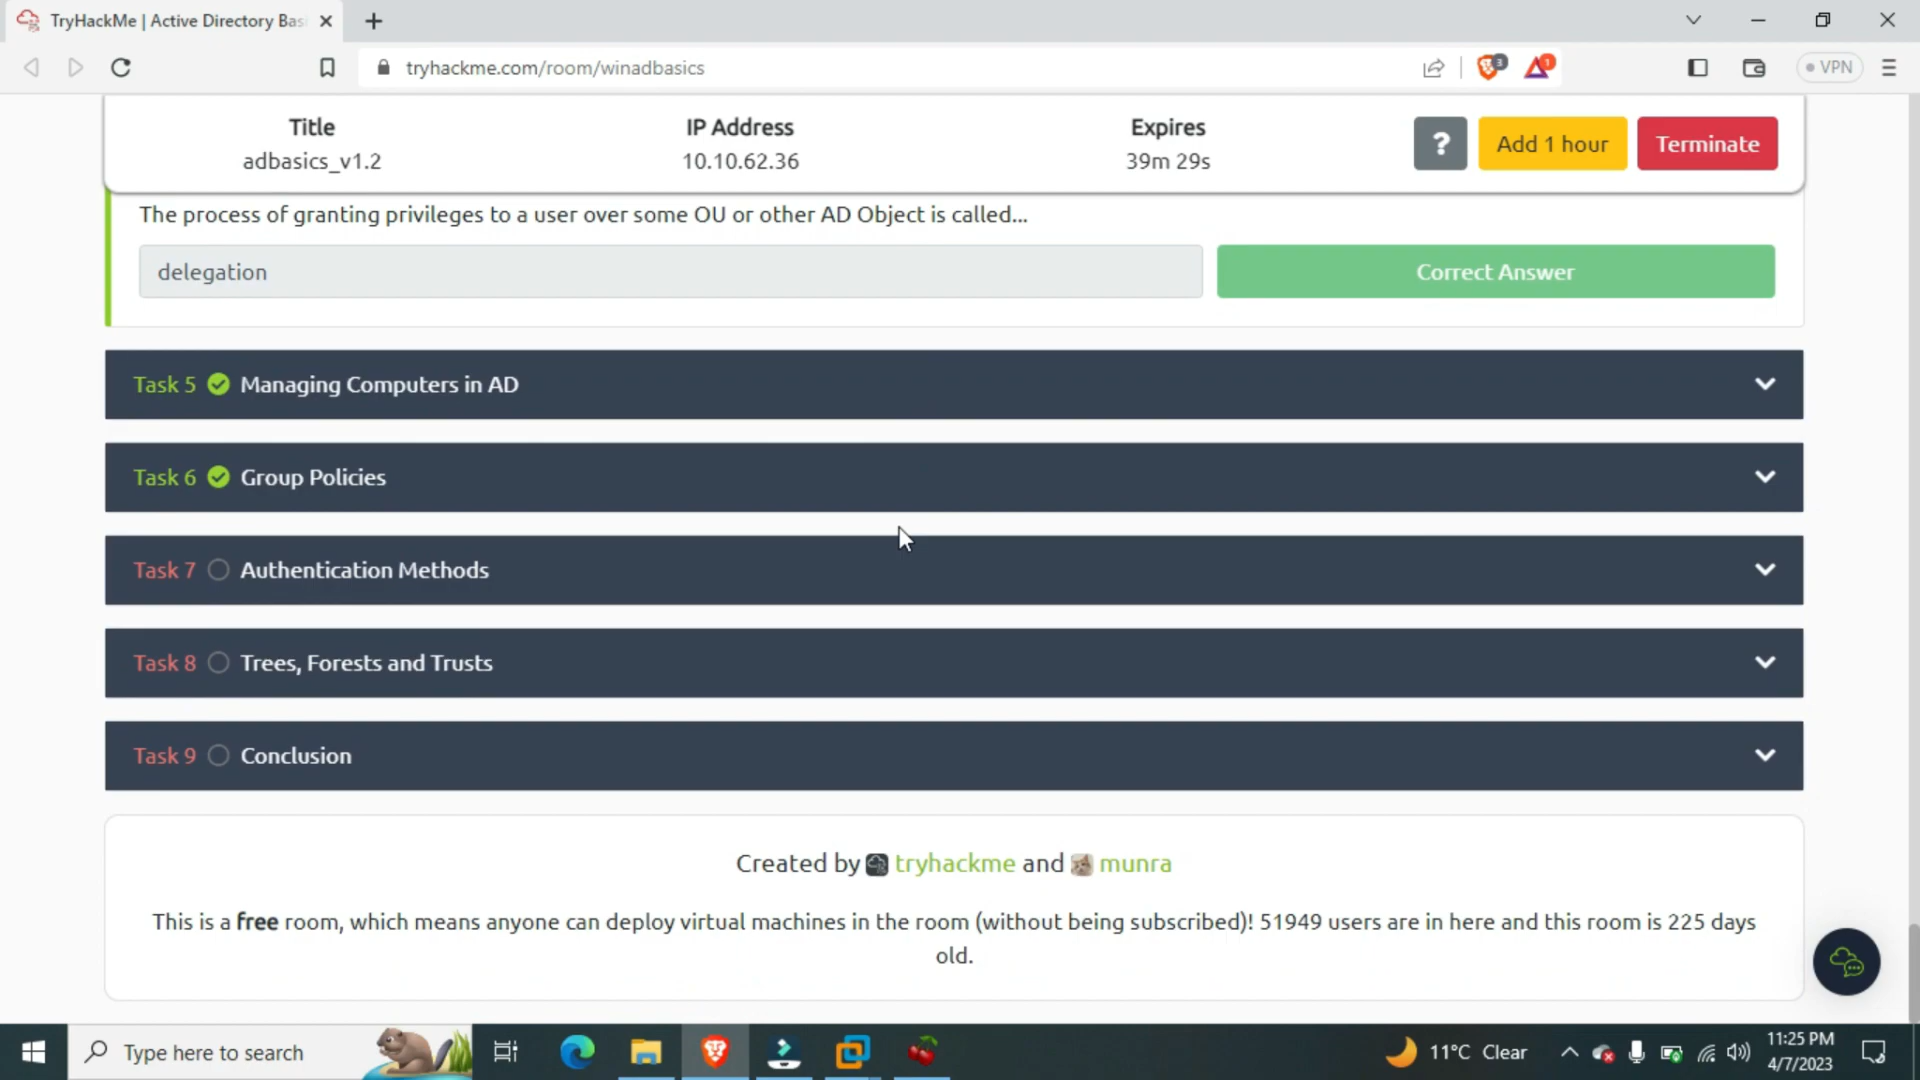 TryHackMe | Active Directory Bas
tryhackme.com/room/winadbasics
3
1
VPN
Title
IP Address
Expires
adbasics_v1.2
10.10.62.36
39m 29s
?
Add 1 hour
Terminate
The process of granting privileges to a user over some OU or other AD Object is called...
delegation
Correct Answer
Task 5 Managing Computers in AD
Task 6 Group Policies
Task 7 Authentication Methods
Task 8 Trees, Forests and Trusts
Task 9 Conclusion
Created by tryhackme and munra
This is a free room, which means anyone can deploy virtual machines in the room (without being subscribed)! 51949 users are in here and this room is 225 days
old.
Type here to search
11°C Clear
11:25 PM
4/7/2023